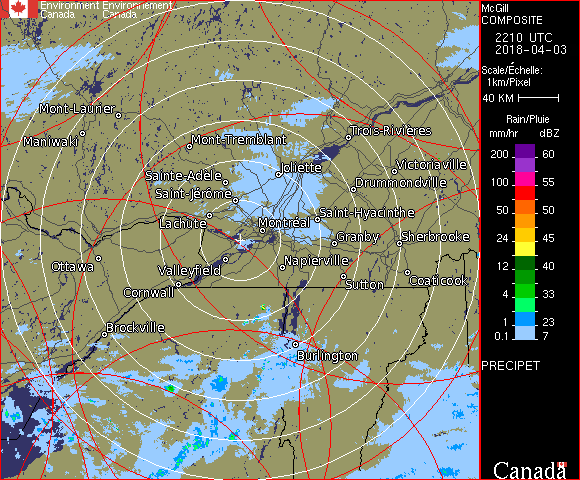 Environment Environnement
Canada Canada
McGill
COMPOSITE
2210 UTC
2018-04-03
Scale/Échelle:
1km/Pixel
40 KM
Rain/Pluie
mm/hr dBZ
200 60
100 55
50 50
24 45
12 40
4 33
1 23
0.1 7
PRECIPET
Canada
Mont-Laurier
Maniwaki
Mont-Tremblant
Trois-Rivières
Sainte-Adèle
Joliette
Victoriaville
Saint-Jérôme
Drummondville
Lachute
Montréal
Saint-Hyacinthe
Granby
Sherbrooke
Ottawa
Valleyfield
Napierville
Cornwall
Sutton
Coaticook
Brockville
Burlington